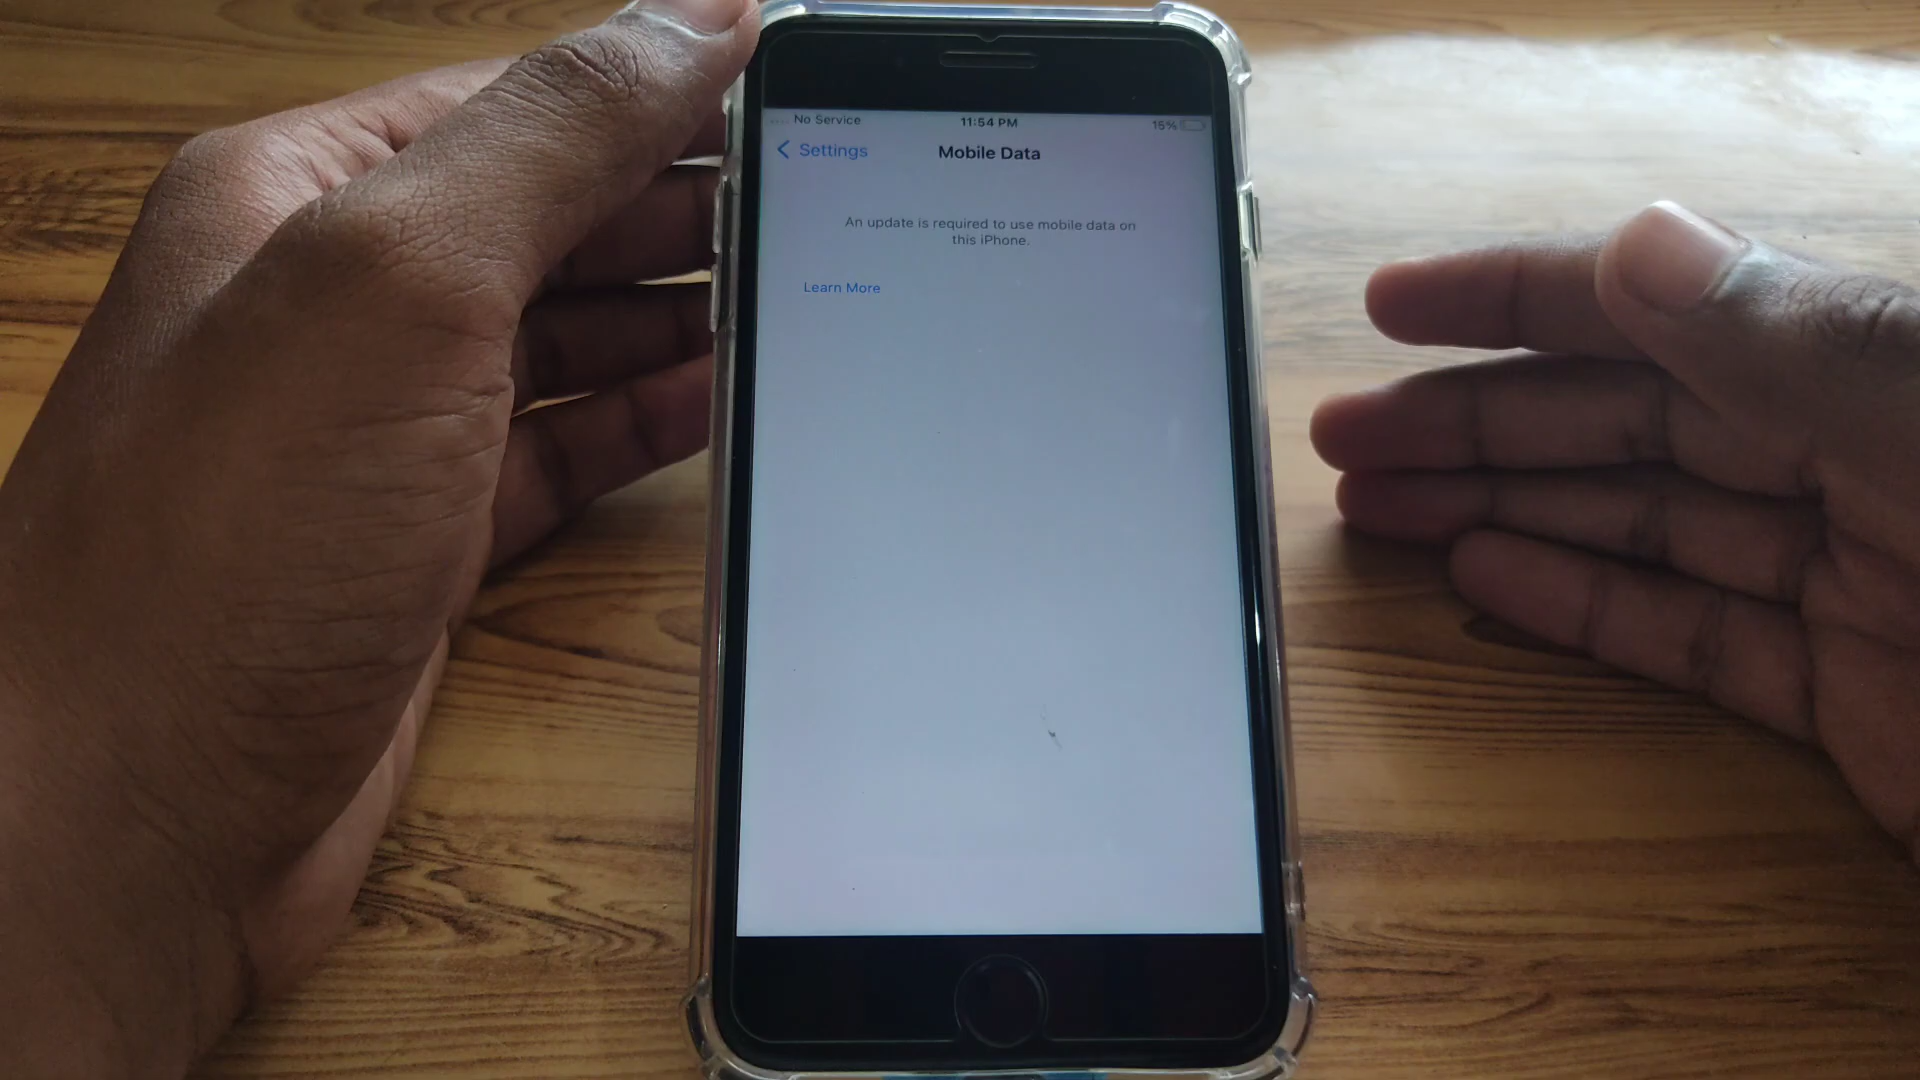 No Service 11:54 PM 15%
Settings Mobile Data
An update is required to use mobile data on
this iPhone.
Learn More